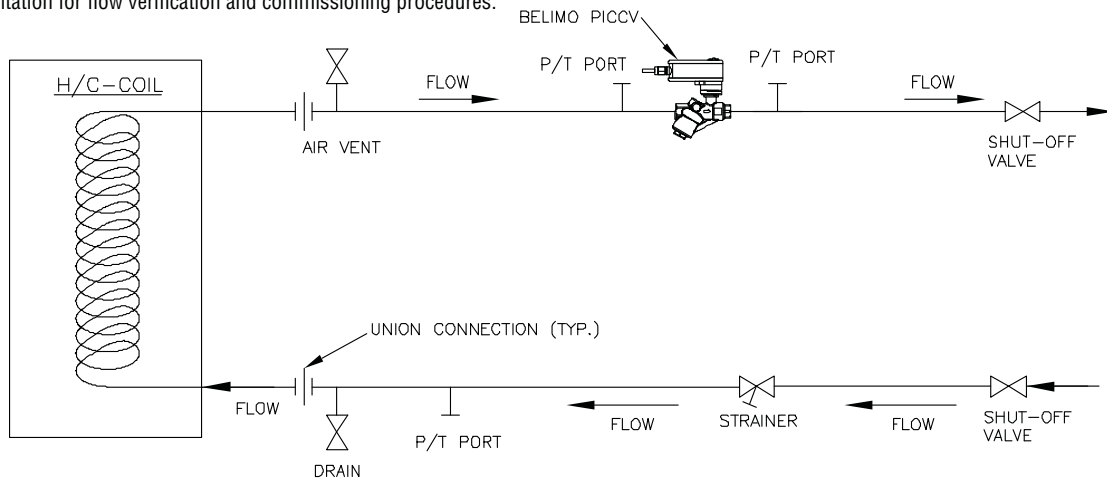 ntation for flow verification and commissioning procedures.
BELIMO PICCV
H/C-COIL
FLOW
P/T PORT
P/T PORT
FLOW
AIR VENT
SHUT-OFF
VALVE
UNION CONNECTION (TYP.)
FLOW
P/T PORT
FLOW
STRAINER
FLOW
SHUT-OFF
VALVE
DRAIN